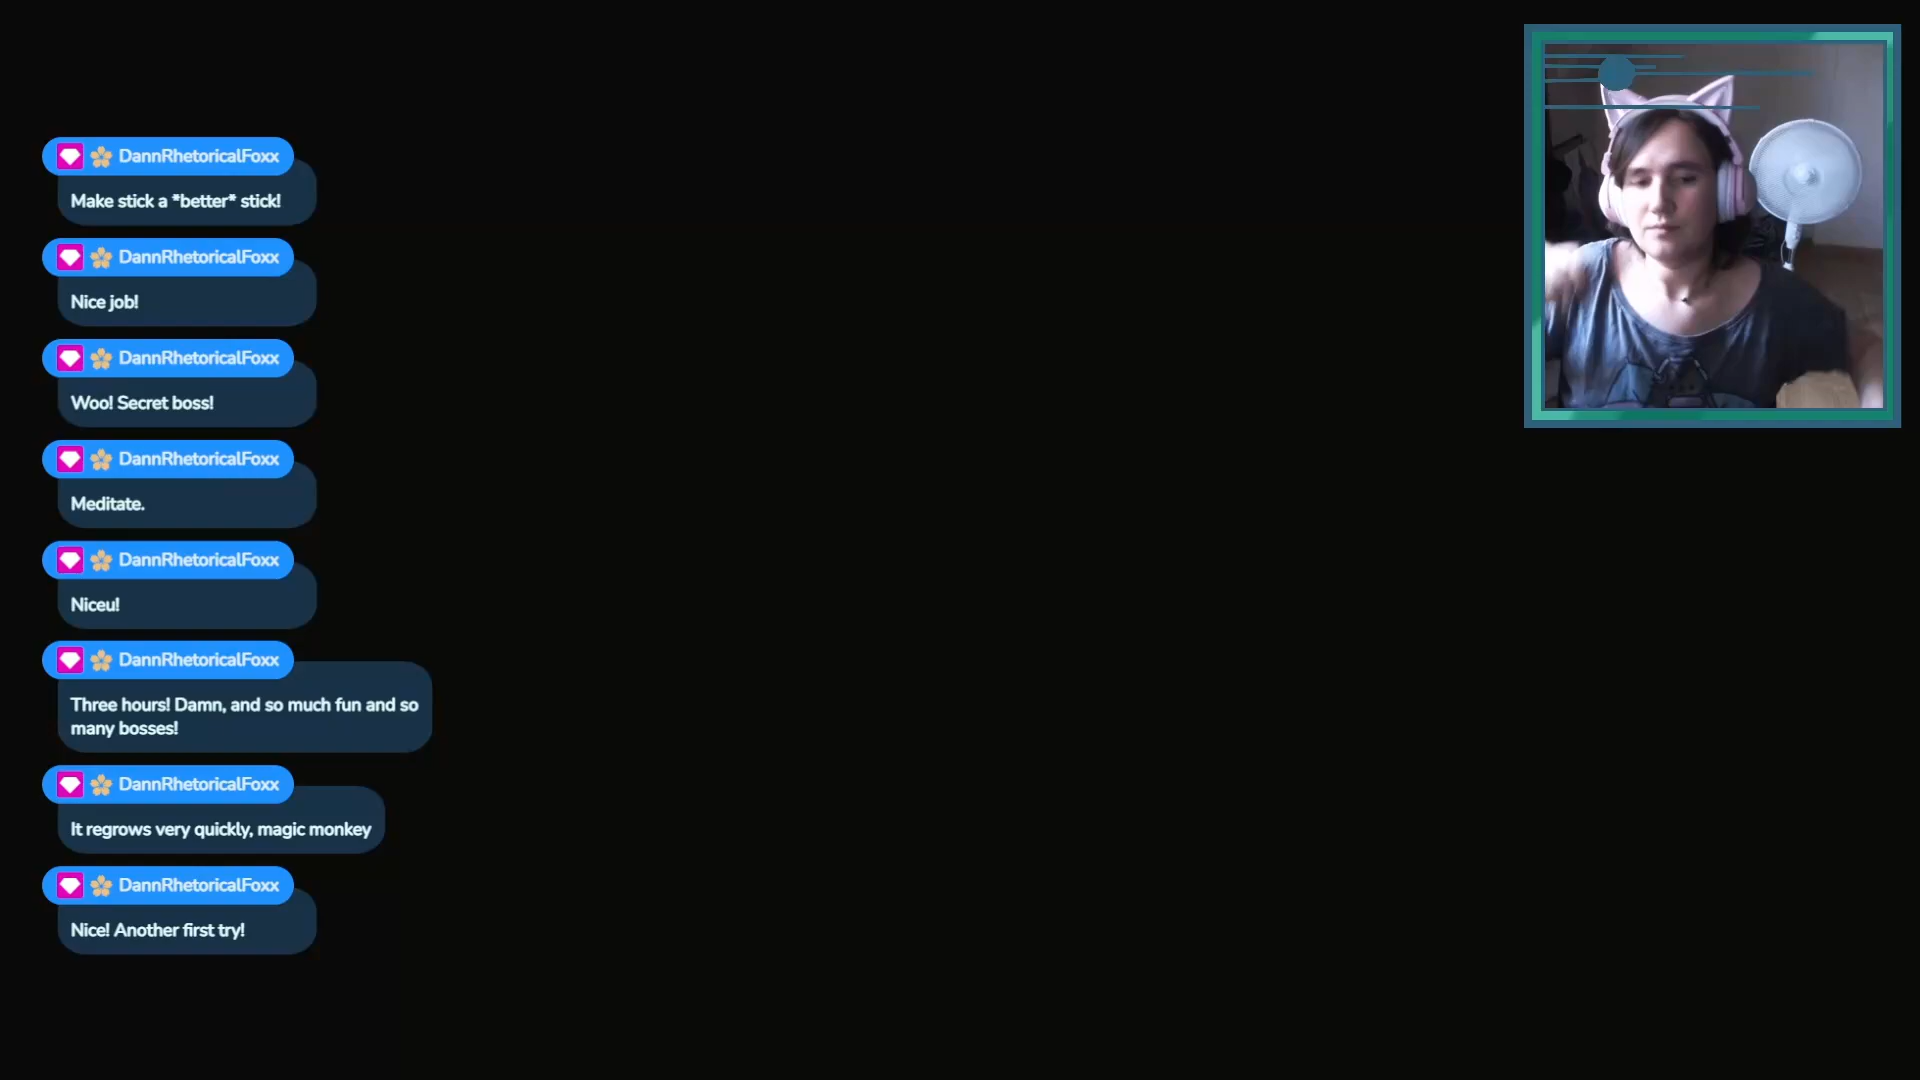 DannRhetoricalFoxx
Make stick a *better* stick!
DannRhetoricalFoxx
Nice job!
DannRhetoricalFoxx
Woo! Secret boss!
DannRhetoricalFoxx
Meditate.
DannRhetoricalFoxx
Niceu!
DannRhetoricalFoxx
Three hours! Damn, and so much fun and so
many bosses!
DannRhetoricalFoxx
It regrows very quickly, magic monkey
DannRhetoricalFoxx
Nice! Another first try!